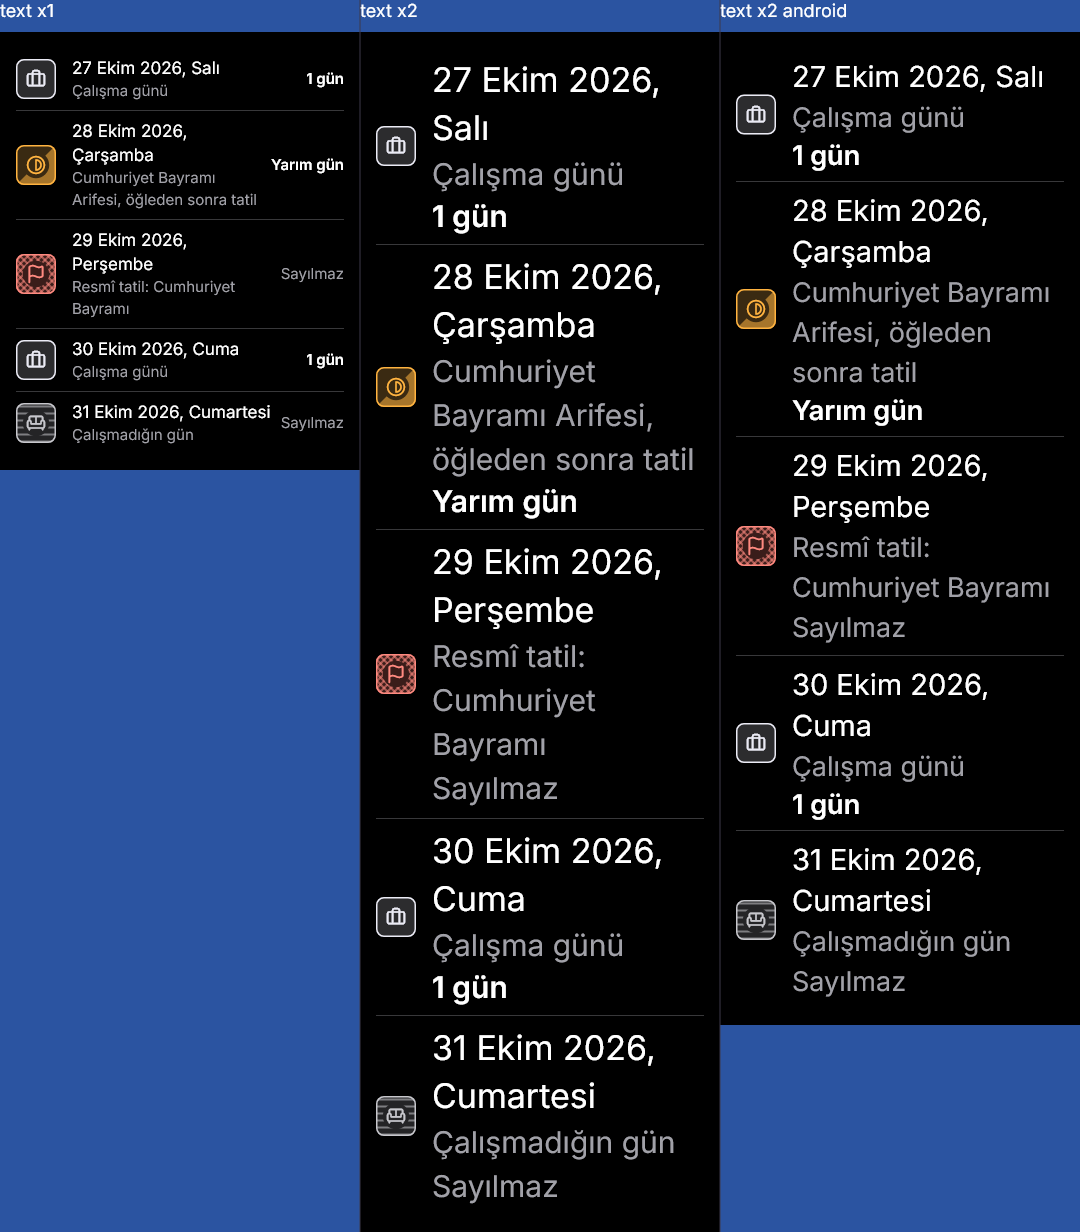 text x1
27 Ekim 2026, Salı
Çalışma günü
1 gün
28 Ekim 2026,
Çarşamba
Cumhuriyet Bayramı
Arifesi, öğleden sonra tatil
Yarım gün
29 Ekim 2026,
Perşembe
Resmî tatil: Cumhuriyet
Bayramı
Sayılmaz
30 Ekim 2026, Cuma
Çalışma günü
1 gün
31 Ekim 2026, Cumartesi
Çalışmadığın gün
Sayılmaz
text x2
27 Ekim 2026,
Salı
Çalışma günü
1 gün
28 Ekim 2026,
Çarşamba
Cumhuriyet
Bayramı Arifesi,
öğleden sonra tatil
Yarım gün
29 Ekim 2026,
Perşembe
Resmî tatil:
Cumhuriyet
Bayramı
Sayılmaz
30 Ekim 2026,
Cuma
Çalışma günü
1 gün
31 Ekim 2026,
Cumartesi
Çalışmadığın gün
Sayılmaz
text x2 android
27 Ekim 2026, Salı
Çalışma günü
1 gün
28 Ekim 2026,
Çarşamba
Cumhuriyet Bayramı
Arifesi, öğleden
sonra tatil
Yarım gün
29 Ekim 2026,
Perşembe
Resmî tatil:
Cumhuriyet Bayramı
Sayılmaz
30 Ekim 2026,
Cuma
Çalışma günü
1 gün
31 Ekim 2026,
Cumartesi
Çalışmadığın gün
Sayılmaz